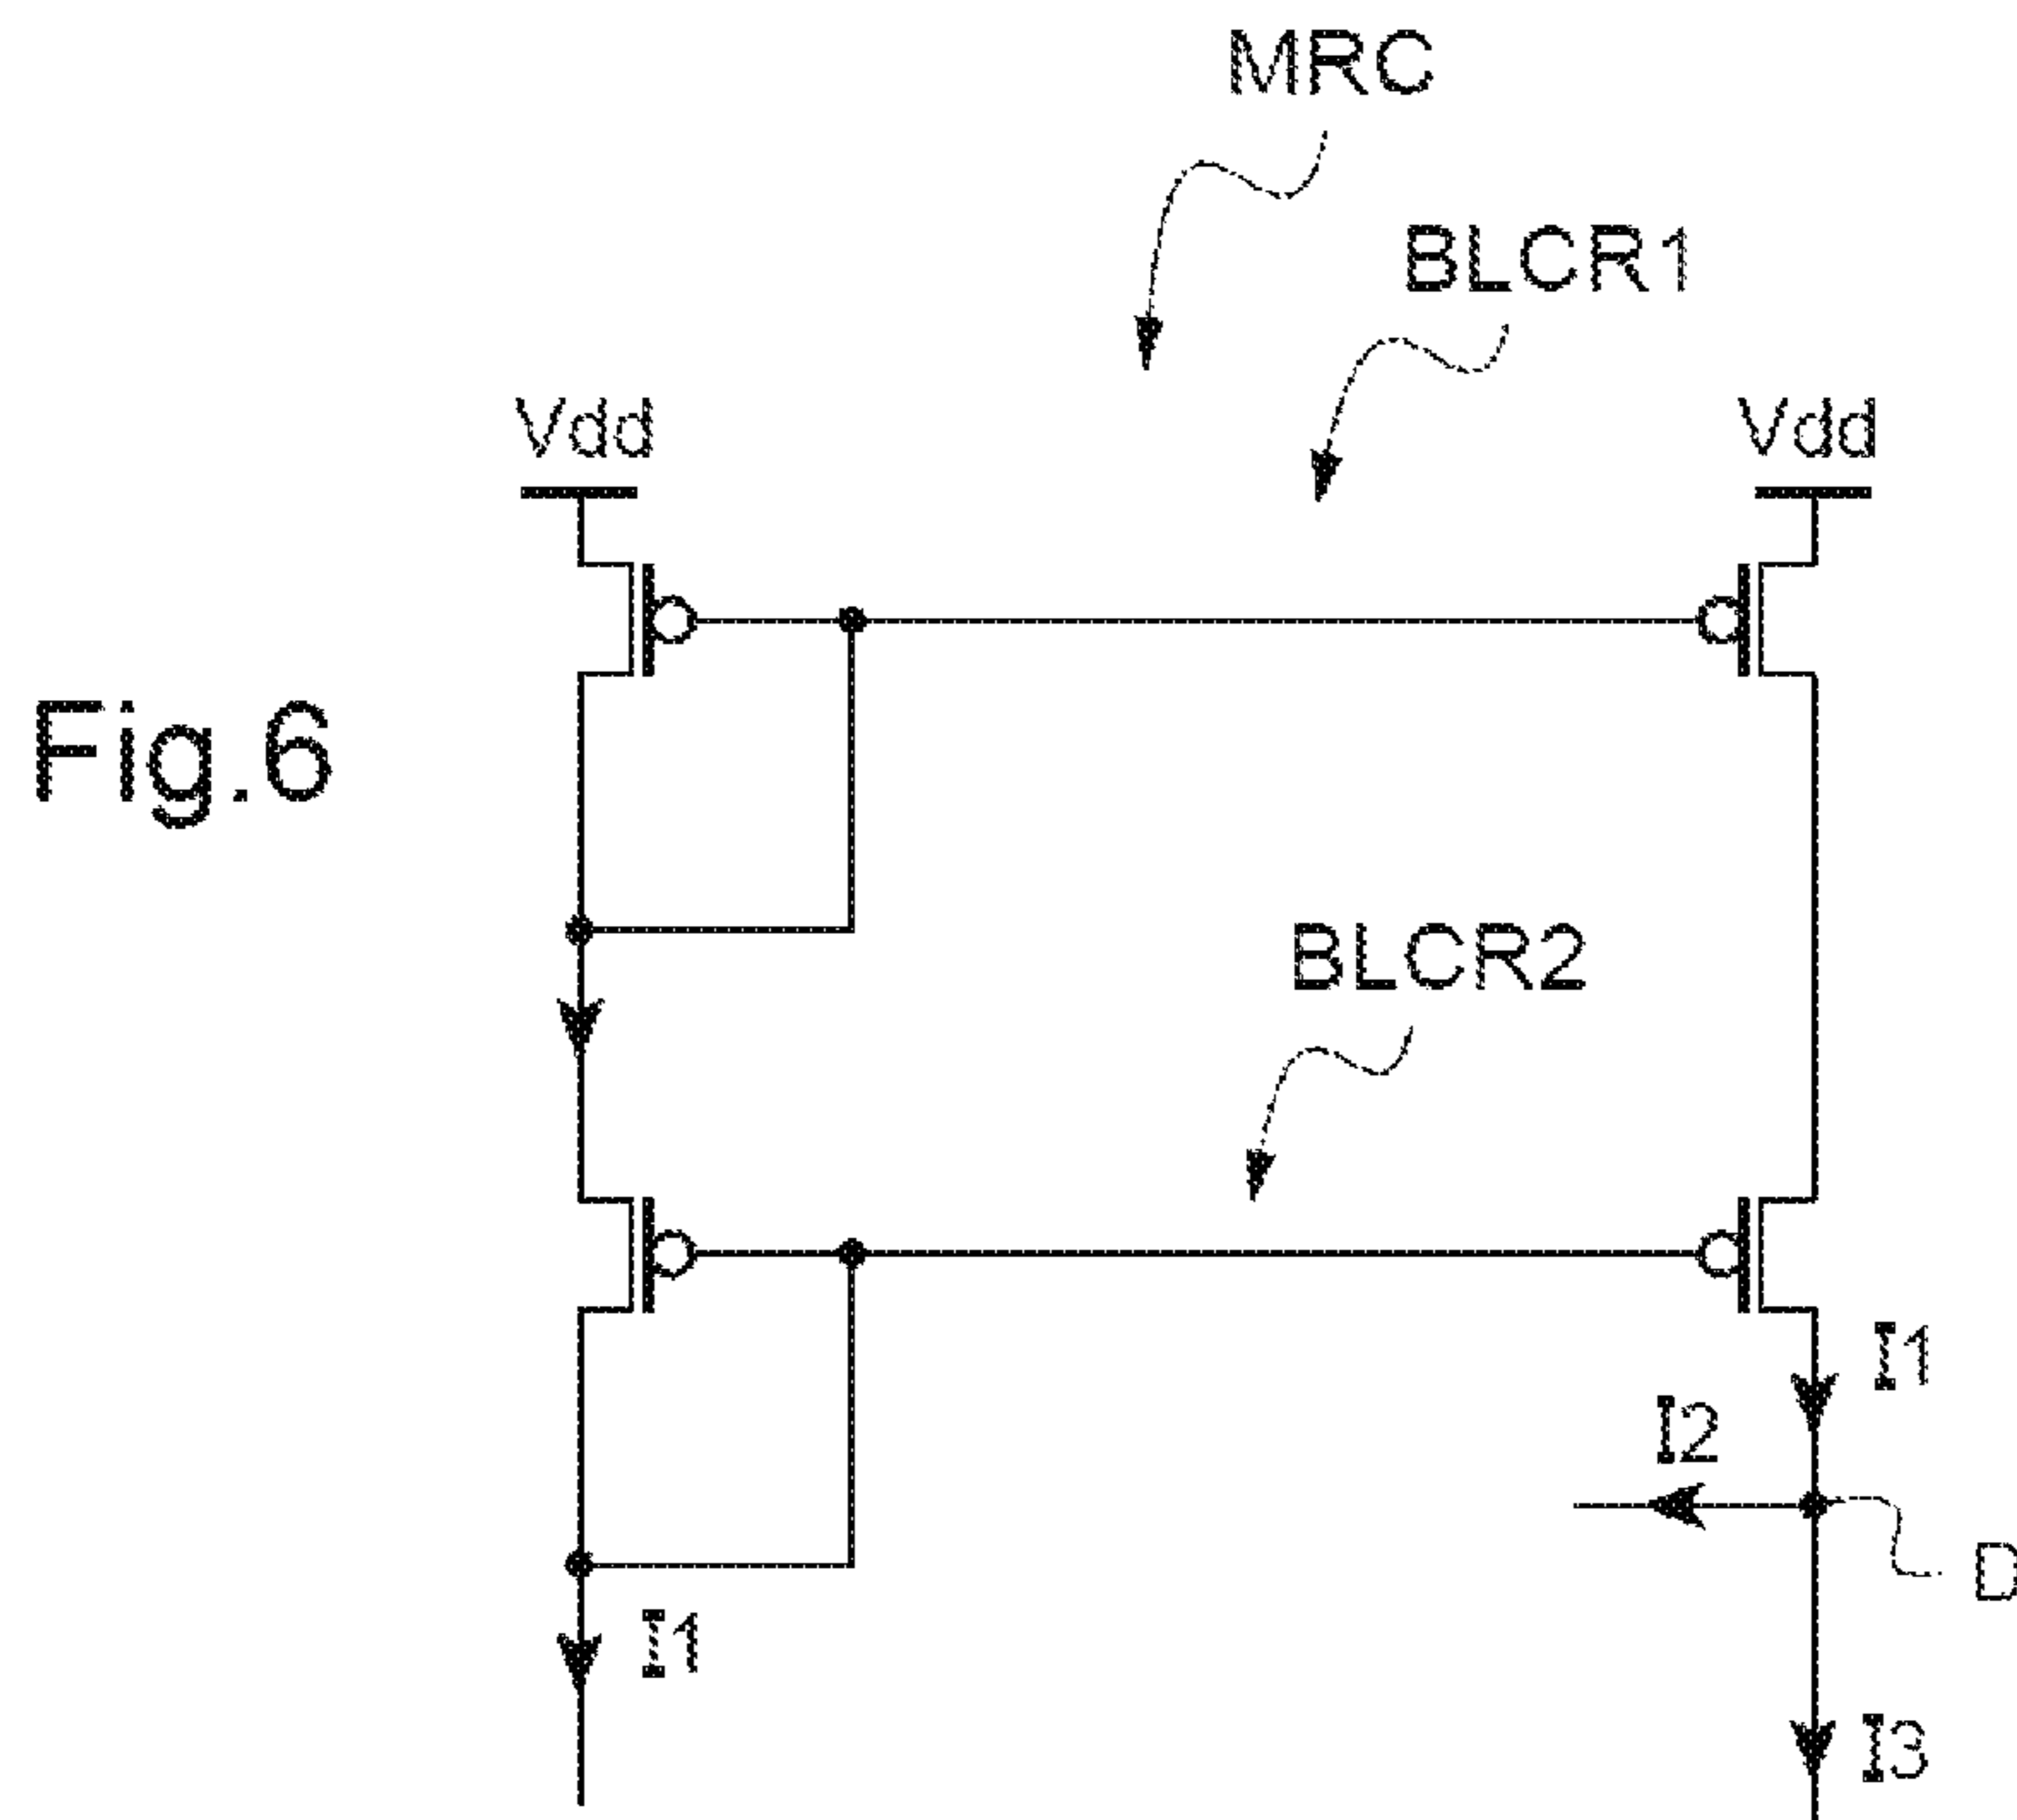 MRC
BLCR1
Vdd
Vdd
Fig.6
BLCR2
I1
I2
D
I1
I3